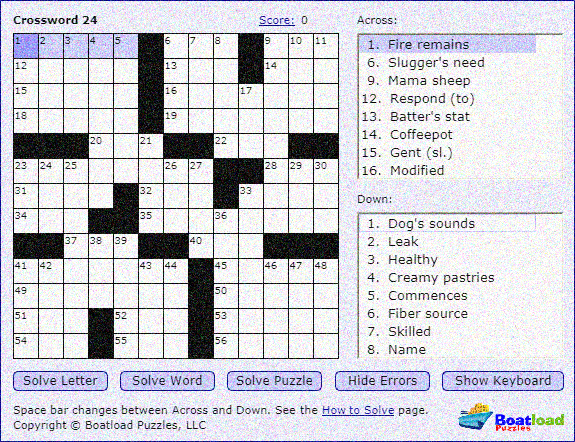 Crossword 24
Score: 0
1 2 3 4 5 6 7 8 9 10 11
12 13 14
15 16 17
18 19
20 21 22
23 24 25 26 27 28 29 30
31 32 33
34 35 36
37 38 39 40
41 42 43 44 45 46 47 48
49 50
51 52 53
54 55 56
Across:
1. Fire remains
6. Slugger's need
9. Mama sheep
12. Respond (to)
13. Batter's stat
14. Coffeepot
15. Gent (sl.)
16. Modified
Down:
1. Dog's sounds
2. Leak
3. Healthy
4. Creamy pastries
5. Commences
6. Fiber source
7. Skilled
8. Name
Solve Letter Solve Word Solve Puzzle Hide Errors Show Keyboard
Space bar changes between Across and Down. See the How to Solve page.
Copyright © Boatload Puzzles, LLC
Boatload
Puzzles